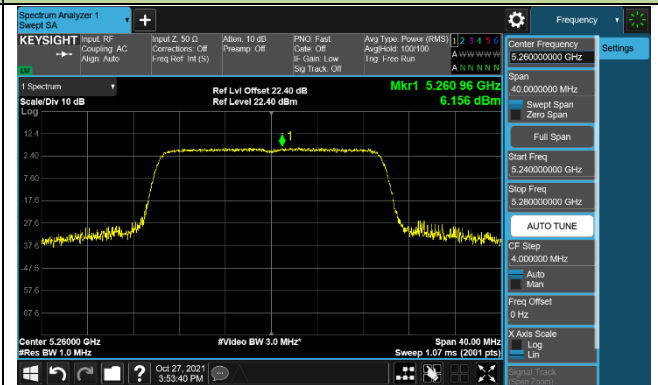 Spectrum Analyzer 1
Swept SA
+
Frequency
KEYSIGHT
Input: RF
Coupling: AC
Align: Auto
Input Z: 50 Ω
Corrections: Off
Freq Ref: Int (S)
Atten: 10 dB
Preamp: Off
PNO: Fast
Gate: Off
IF Gain: Low
Sig Track: Off
Avg Type: Power (RMS)
Avg|Hold: 100/100
Trig: Free Run
1 2 3 4 5 6
A W W W W W
A N N N N N
LW
1 Spectrum
Scale/Div 10 dB
Log
Ref Lvl Offset 22.40 dB
Ref Level 22.40 dBm
Mkr1 5.260 96 GHz
6.156 dBm
1
12.4
2.40
-7.60
-17.6
-27.6
-37.6
-47.6
-57.6
-67.6
Center 5.26000 GHz
#Res BW 1.0 MHz
#Video BW 3.0 MHz*
Span 40.00 MHz
Sweep 1.07 ms (2001 pts)
Center Frequency
5.260000000 GHz
Settings
Span
40.0000000 MHz
Swept Span
Zero Span
Full Span
Start Freq
5.240000000 GHz
Stop Freq
5.280000000 GHz
AUTO TUNE
CF Step
4.000000 MHz
Auto
Man
Freq Offset
0 Hz
X Axis Scale
Log
Lin
Signal Track
(Span Zoom)
?
Oct 27, 2021
3:53:40 PM